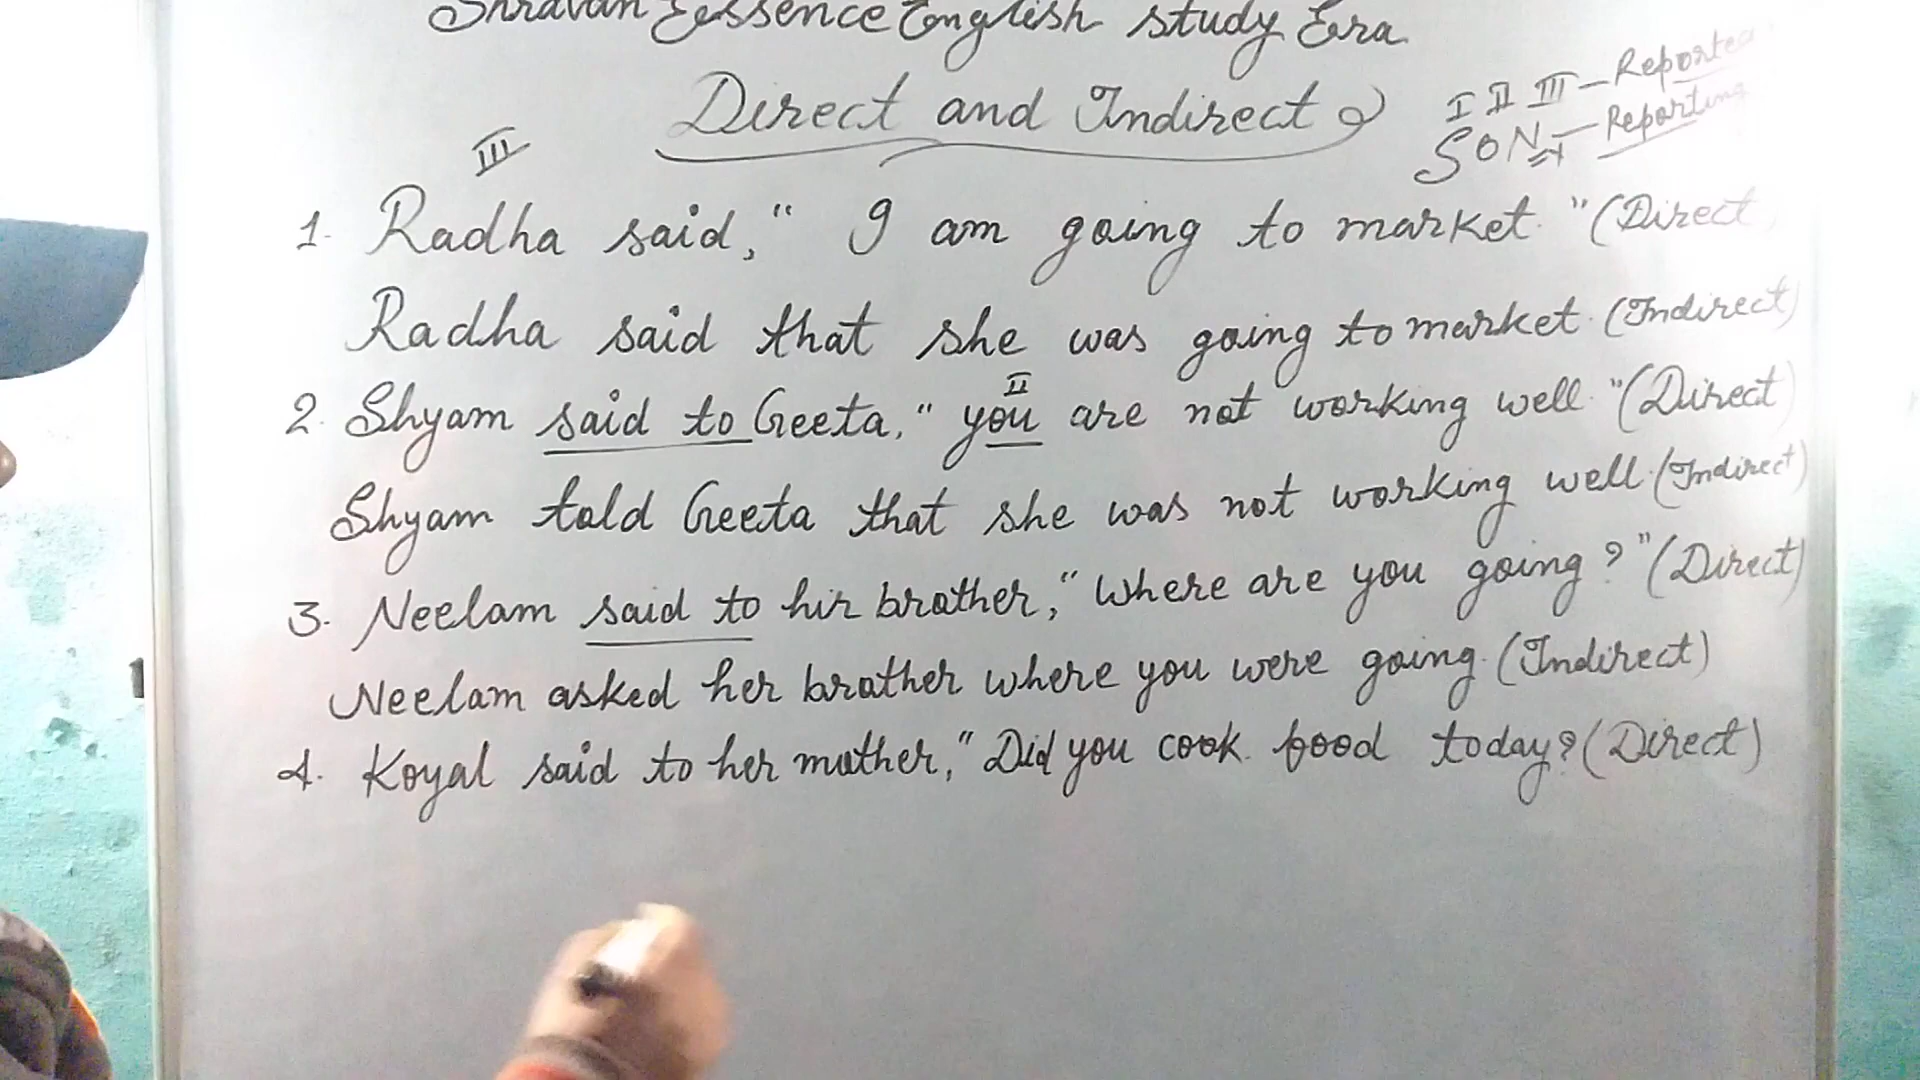 Shravan Essence English study Era
Direct and Indirect
I II III - Reported
S O N - Reporting
III
1. Radha said, " I am going to market. " (Direct
Radha said that she was going to market. (Indirect)
II
2. Shyam said to Geeta, " you are not working well. " (Direct)
Shyam told Geeta that she was not working well. (Indirect)
3. Neelam said to hir brother, " Where are you going? " (Direct)
Neelam asked her brother where you were going. (Indirect)
4. Koyal said to her mother, " Did you cook food today? (Direct)